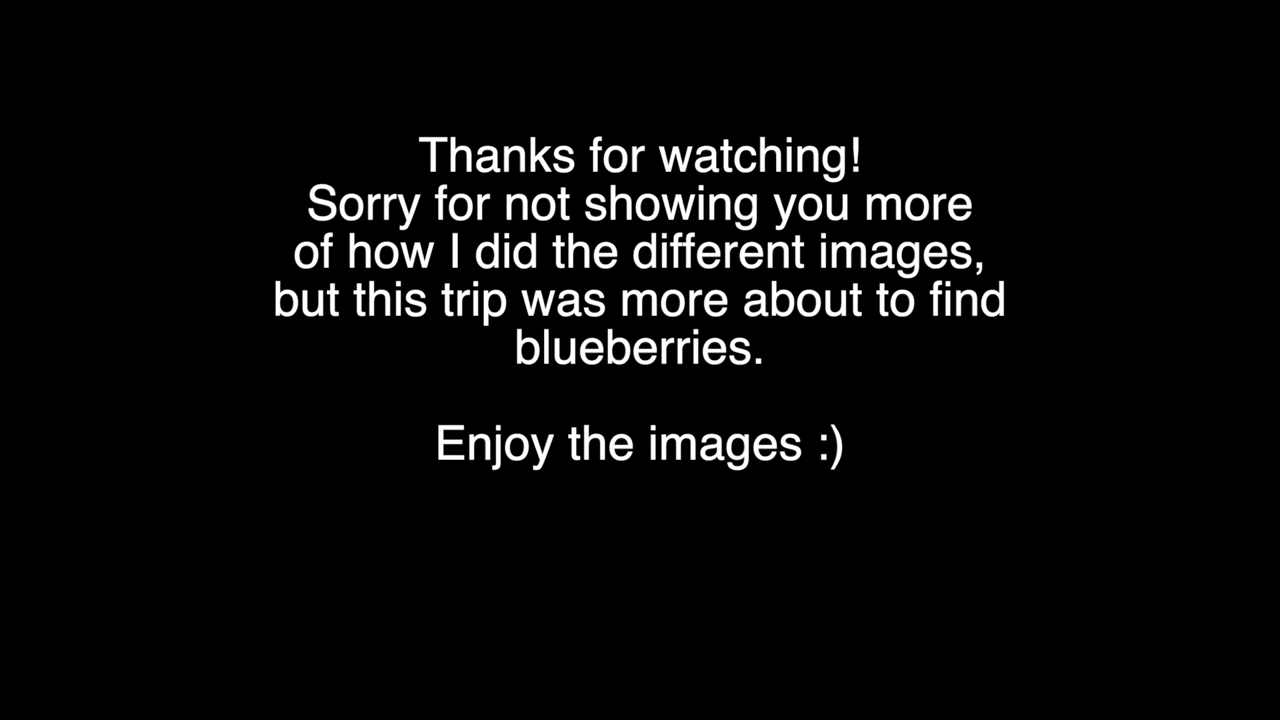 Thanks for watching!
Sorry for not showing you more
of how I did the different images,
but this trip was more about to find
blueberries.
Enjoy the images :)